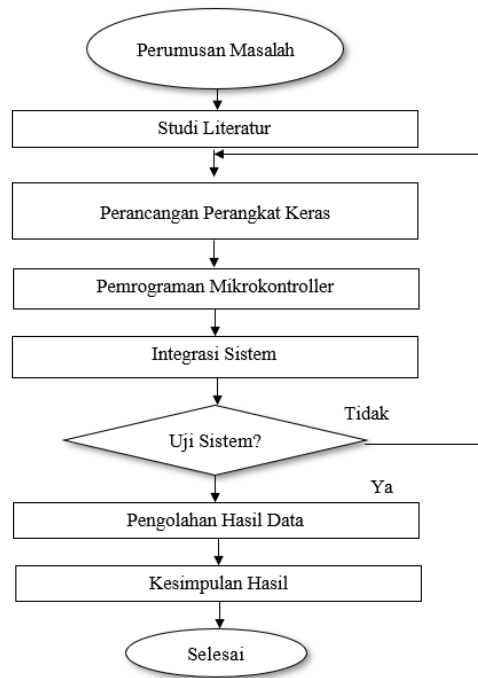 Perumusan Masalah
Studi Literatur
Perancangan Perangkat Keras
Pemrograman Mikrokontroller
Integrasi Sistem
Uji Sistem?
Tidak
Ya
Pengolahan Hasil Data
Kesimpulan Hasil
Selesai